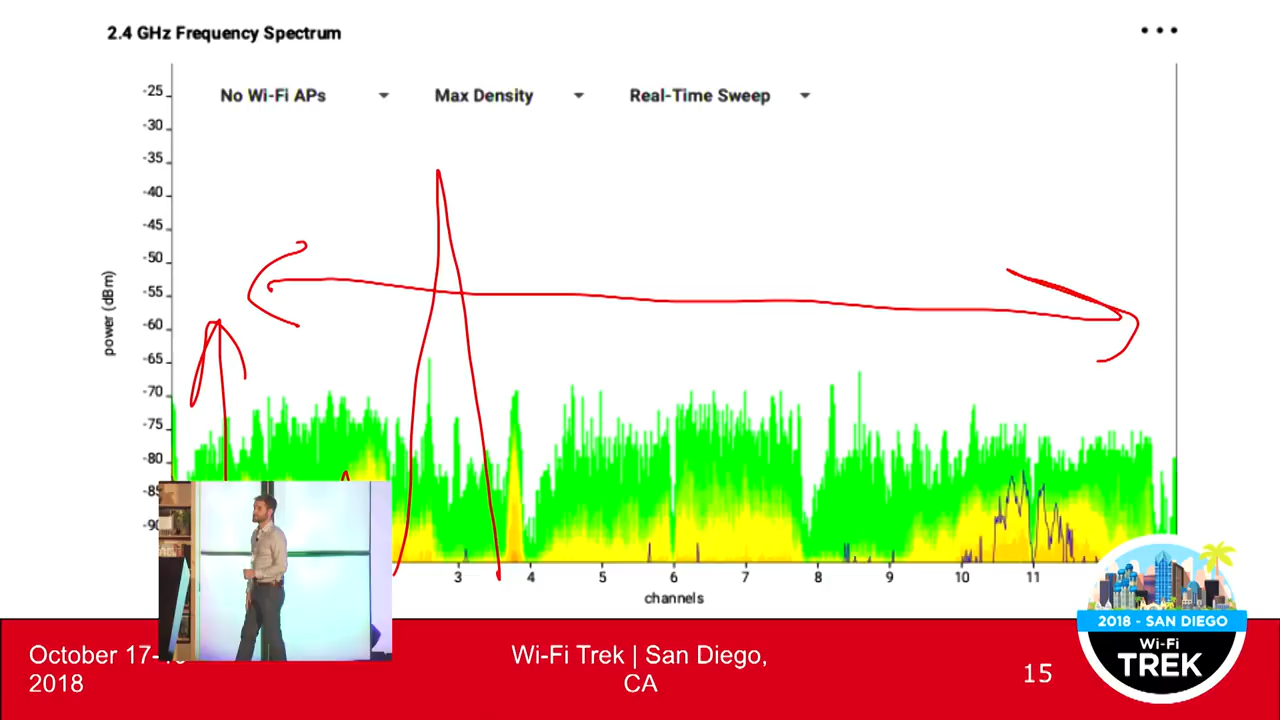 2.4 GHz Frequency Spectrum
No Wi-Fi APs
Max Density
Real-Time Sweep
-25
-30
-35
-40
-45
-50
-55
-60
-65
-70
-75
-80
-85
-90
power (dBm)
3 4 5 6 7 8 9 10 11
channels
October 17-
2018
Wi-Fi Trek | San Diego,
CA
15
2018 - SAN DIEGO
Wi-Fi
TREK